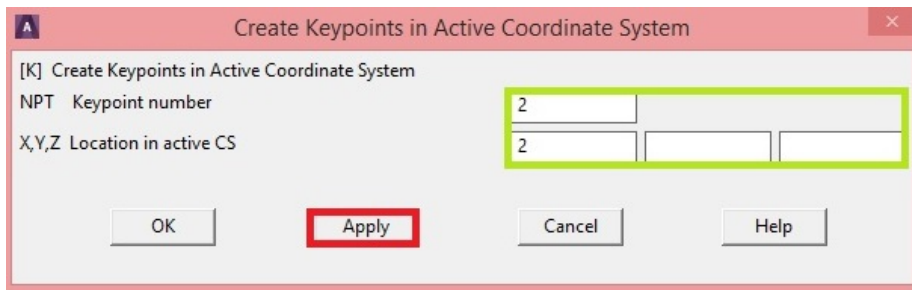 A Create Keypoints in Active Coordinate System
[K] Create Keypoints in Active Coordinate System
NPT Keypoint number 2
X,Y,Z Location in active CS 2
OK Apply Cancel Help